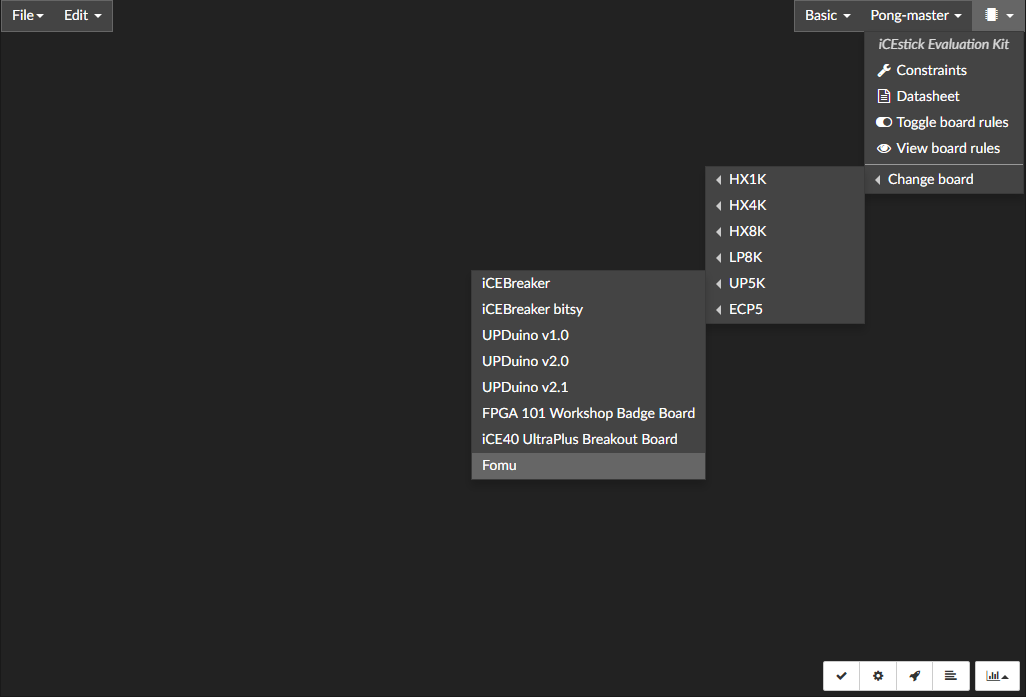 File
Edit
Basic
Pong-master
iCEstick Evaluation Kit
Constraints
Datasheet
Toggle board rules
View board rules
Change board
HX1K
HX4K
HX8K
LP8K
UP5K
ECP5
iCEBreaker
iCEBreaker bitsy
UPDuino v1.0
UPDuino v2.0
UPDuino v2.1
FPGA 101 Workshop Badge Board
iCE40 UltraPlus Breakout Board
Fomu